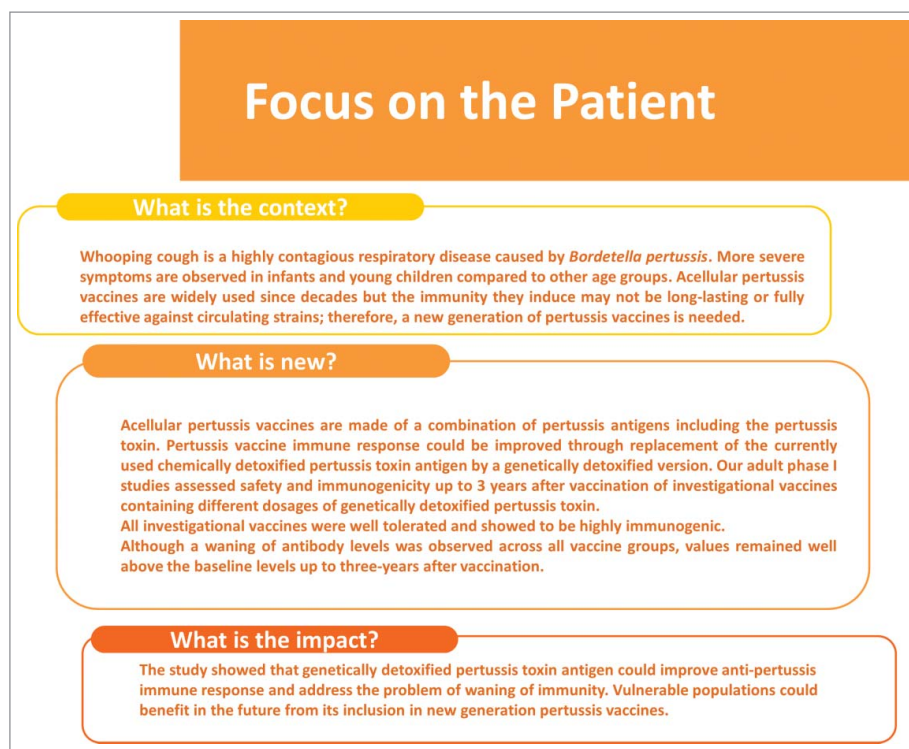 Focus on the Patient
What is the context?
Whooping cough is a highly contagious respiratory disease caused by Bordetella pertussis. More severe
symptoms are observed in infants and young children compared to other age groups. Acellular pertussis
vaccines are widely used since decades but the immunity they induce may not be long-lasting or fully
effective against circulating strains; therefore, a new generation of pertussis vaccines is needed.
What is new?
Acellular pertussis vaccines are made of a combination of pertussis antigens including the pertussis
toxin. Pertussis vaccine immune response could be improved through replacement of the currently
used chemically detoxified pertussis toxin antigen by a genetically detoxified version. Our adult phase I
studies assessed safety and immunogenicity up to 3 years after vaccination of investigational vaccines
containing different dosages of genetically detoxified pertussis toxin.
All investigational vaccines were well tolerated and showed to be highly immunogenic.
Although a waning of antibody levels was observed across all vaccine groups, values remained well
above the baseline levels up to three-years after vaccination.
What is the impact?
The study showed that genetically detoxified pertussis toxin antigen could improve anti-pertussis
immune response and address the problem of waning of immunity. Vulnerable populations could
benefit in the future from its inclusion in new generation pertussis vaccines.